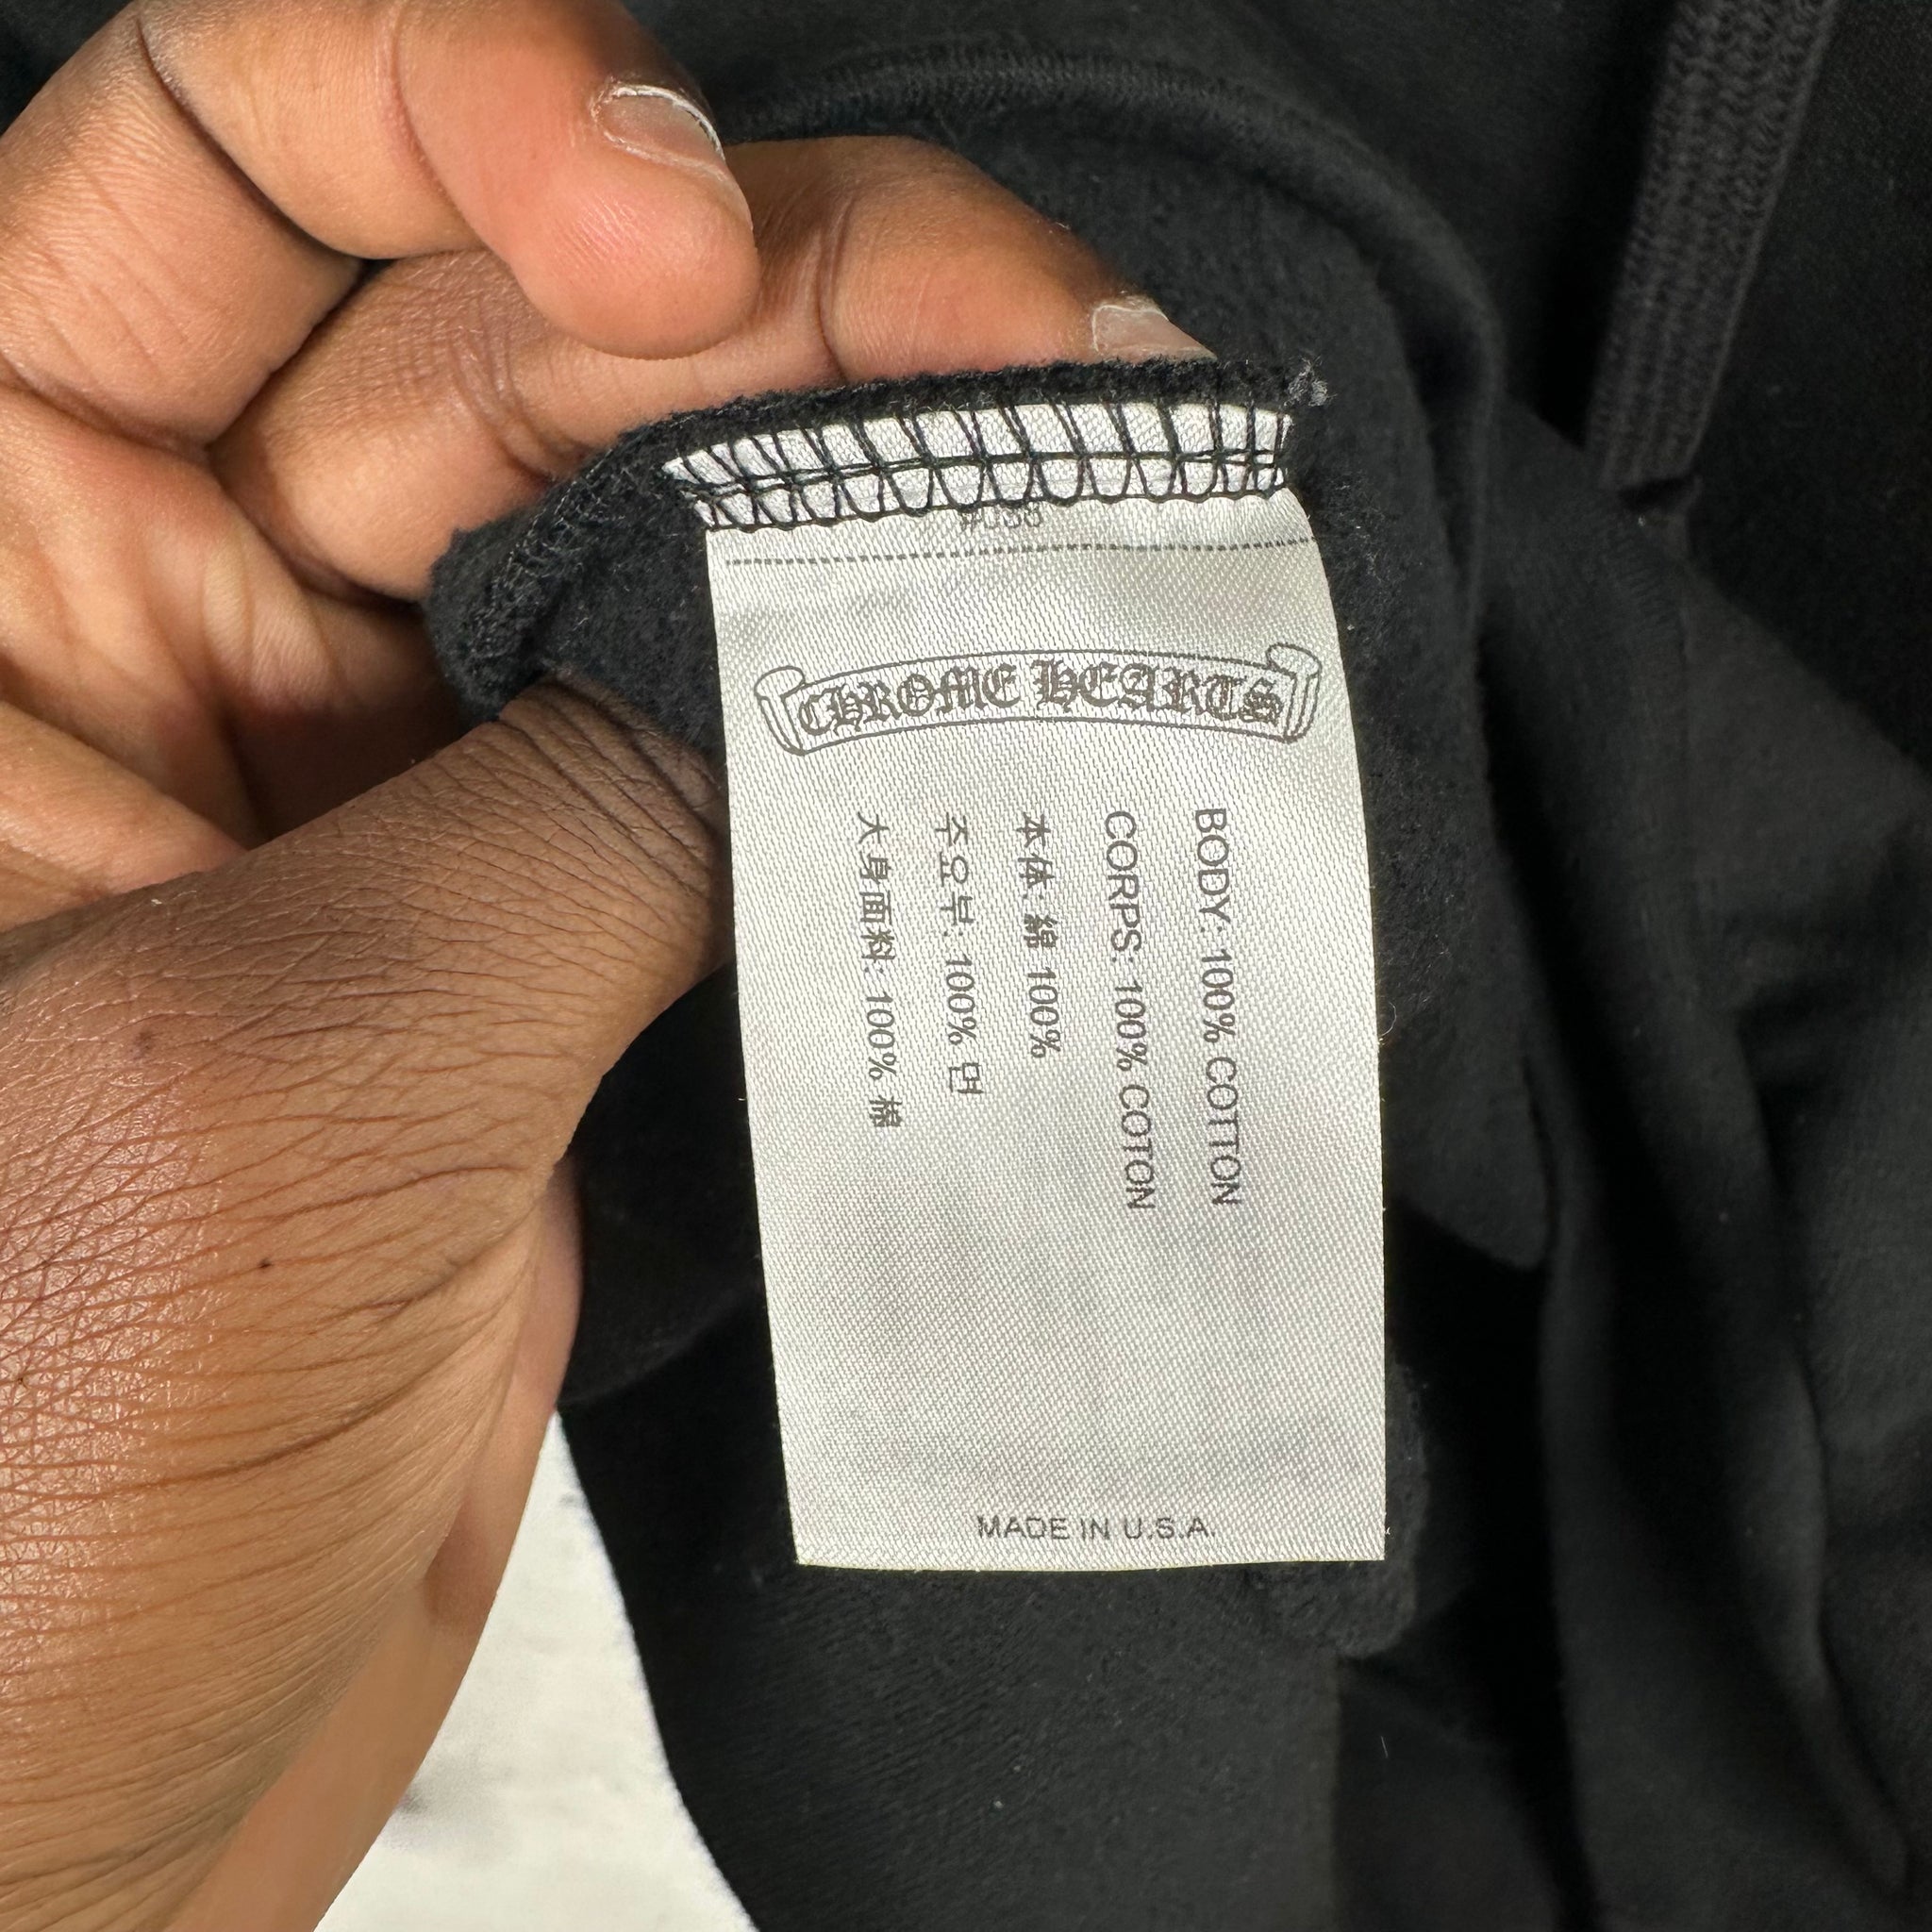 CHROME HEARTS
BODY: 100% COTTON
CORPS: 100% COTON
本体: 綿 100%
주요부: 100% 면
大身面料: 100% 棉
MADE IN U.S.A.